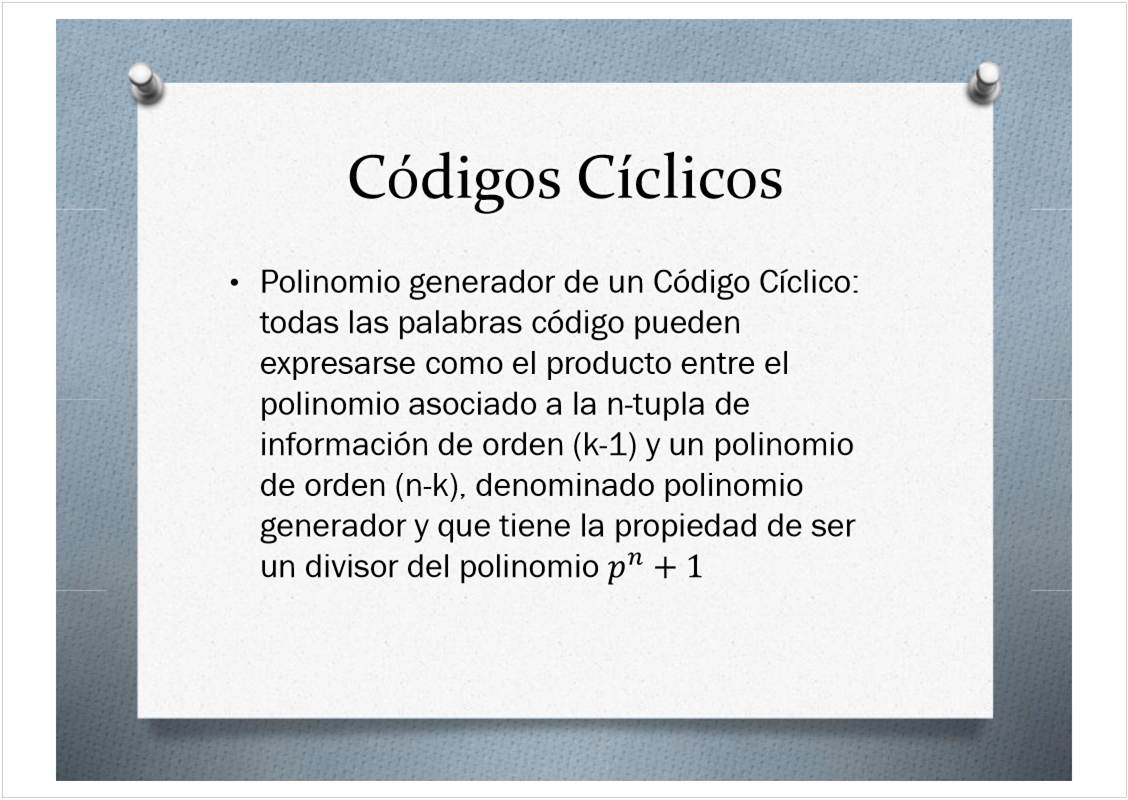 Códigos Cíclicos
• Polinomio generador de un Código Cíclico:
todas las palabras código pueden
expresarse como el producto entre el
polinomio asociado a la n-tupla de
información de orden (k-1) y un polinomio
de orden (n-k), denominado polinomio
generador y que tiene la propiedad de ser
un divisor del polinomio pⁿ + 1